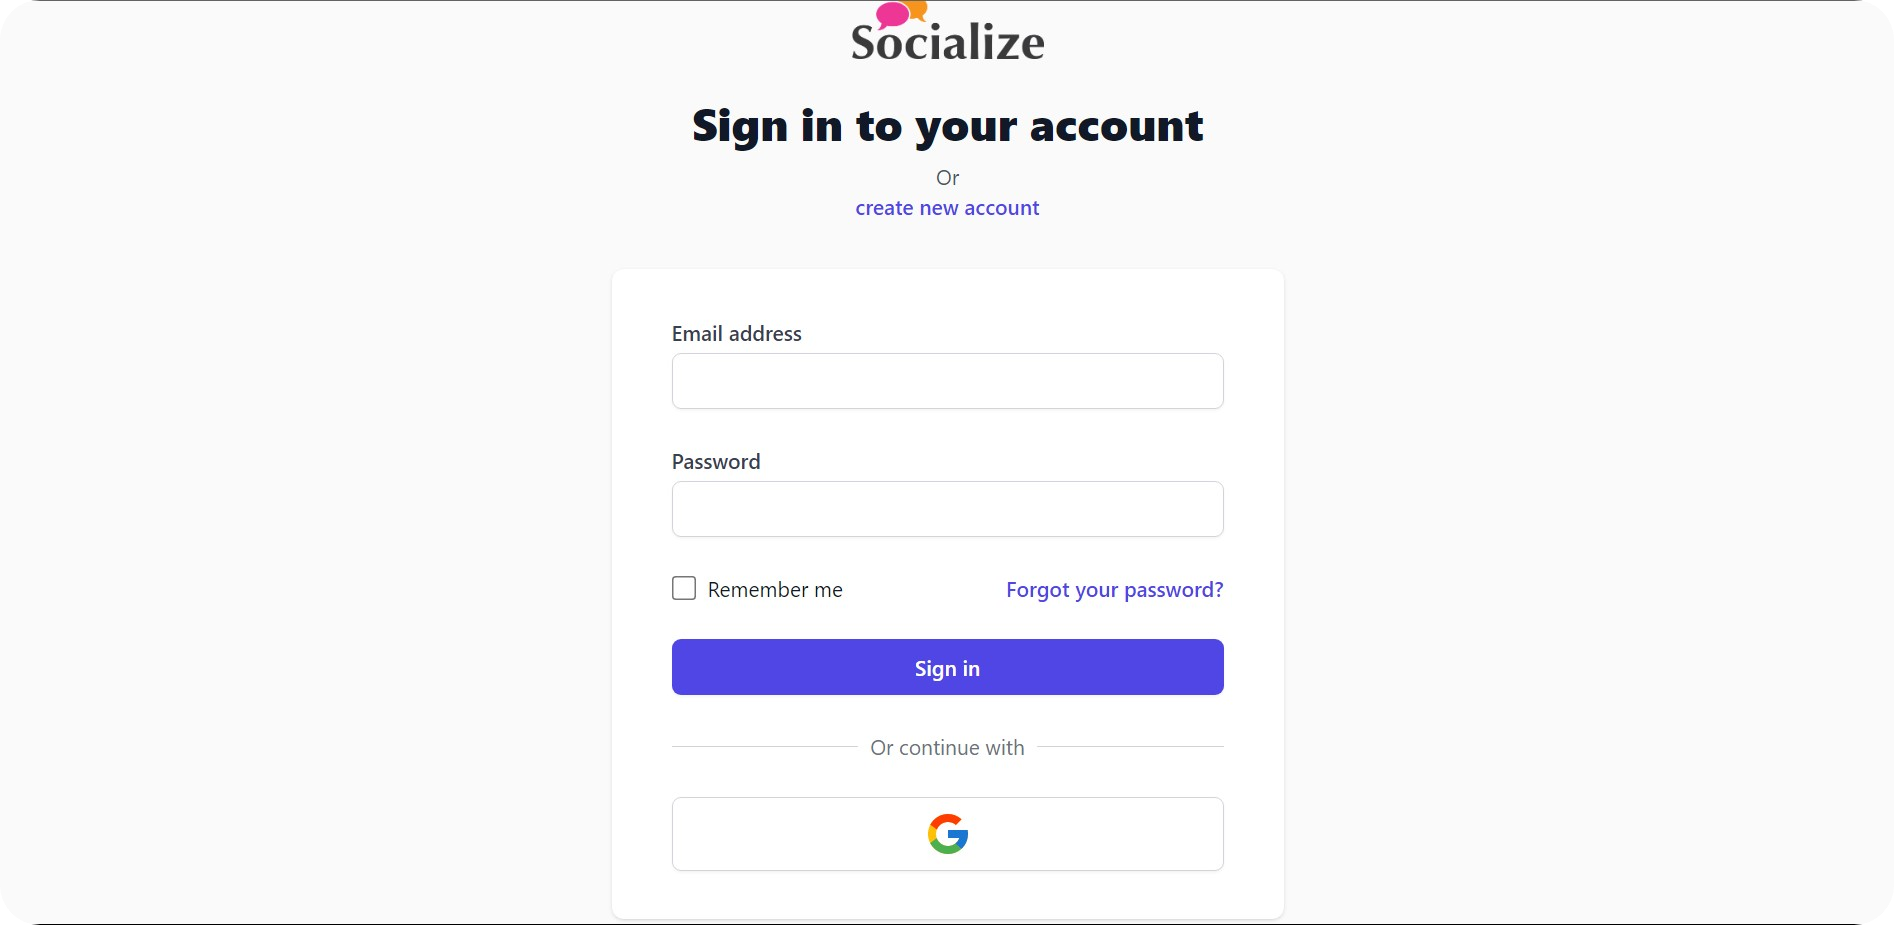 Socialize
Sign in to your account
Or
create new account
Email address
Password
Remember me
Forgot your password?
Sign in
Or continue with